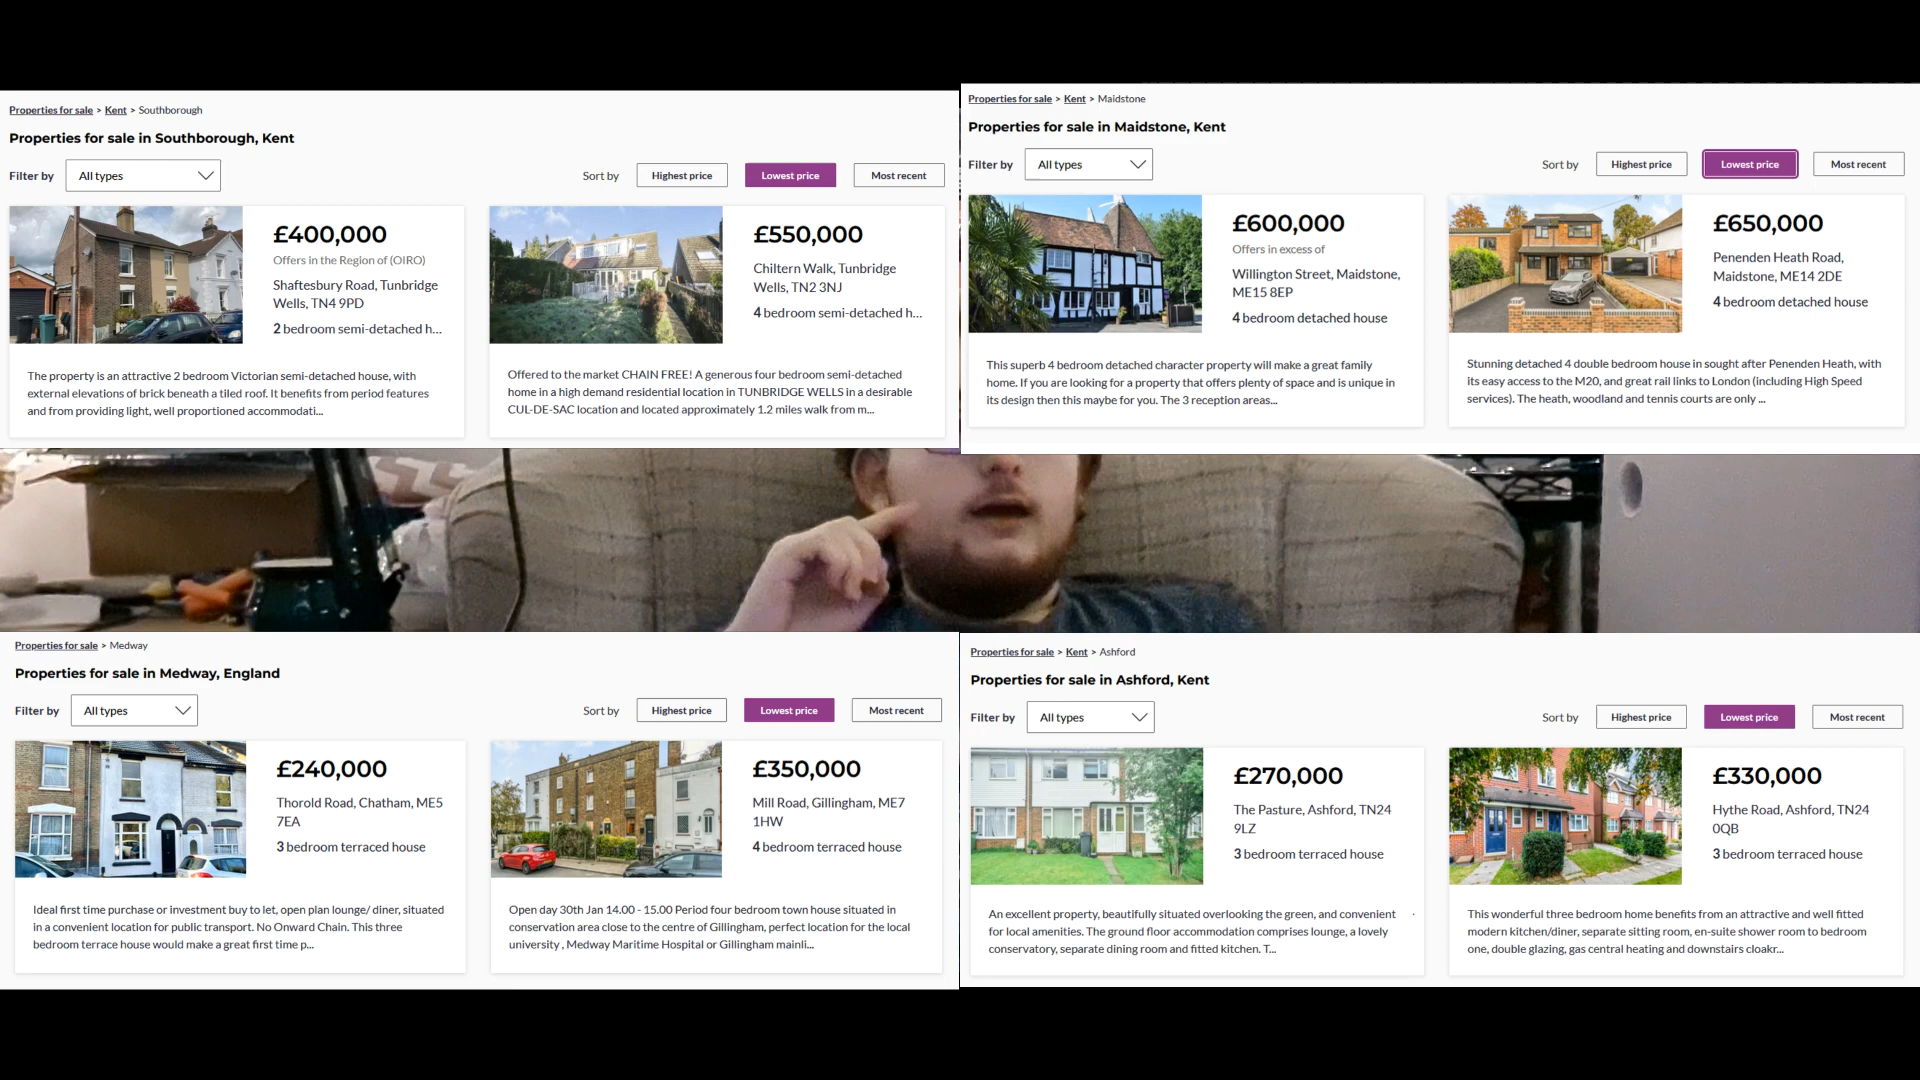 Properties for sale > Kent > Southborough
Properties for sale in Southborough, Kent
Filter by
All types
Sort by
Highest price
Lowest price
Most recent
£400,000
Offers in the Region of (OIRO)
Shaftesbury Road, Tunbridge
Wells, TN4 9PD
2 bedroom semi-detached h...
The property is an attractive 2 bedroom Victorian semi-detached house, with
external elevations of brick beneath a tiled roof. It benefits from period features
and from providing light, well proportioned accommodati...
£550,000
Chiltern Walk, Tunbridge
Wells, TN2 3NJ
4 bedroom semi-detached h...
Offered to the market CHAIN FREE! A generous four bedroom semi-detached
home in a high demand residential location in TUNBRIDGE WELLS in a desirable
CUL-DE-SAC location and located approximately 1.2 miles walk from m...
Properties for sale > Kent > Maidstone
Properties for sale in Maidstone, Kent
Filter by
All types
Sort by
Highest price
Lowest price
Most recent
£600,000
Offers in excess of
Willington Street, Maidstone,
ME15 8EP
4 bedroom detached house
This superb 4 bedroom detached character property will make a great family
home. If you are looking for a property that offers plenty of space and is unique in
its design then this maybe for you. The 3 reception areas...
£650,000
Penenden Heath Road,
Maidstone, ME14 2DE
4 bedroom detached house
Stunning detached 4 double bedroom house in sought after Penenden Heath, with
its easy access to the M20, and great rail links to London (including High Speed
services). The heath, woodland and tennis courts are only ...
Properties for sale > Medway
Properties for sale in Medway, England
Filter by
All types
Sort by
Highest price
Lowest price
Most recent
£240,000
Thorold Road, Chatham, ME5
7EA
3 bedroom terraced house
Ideal first time purchase or investment buy to let, open plan lounge/ diner, situated
in a convenient location for public transport. No Onward Chain. This three
bedroom terrace house would make a great first time p...
£350,000
Mill Road, Gillingham, ME7
1HW
4 bedroom terraced house
Open day 30th Jan 14.00 - 15.00 Period four bedroom town house situated in
conservation area close to the centre of Gillingham, perfect location for the local
university , Medway Maritime Hospital or Gillingham mainli...
Properties for sale > Kent > Ashford
Properties for sale in Ashford, Kent
Filter by
All types
Sort by
Highest price
Lowest price
Most recent
£270,000
The Pasture, Ashford, TN24
9LZ
3 bedroom terraced house
An excellent property, beautifully situated overlooking the green, and convenient
for local amenities. The ground floor accommodation comprises lounge, a lovely
conservatory, separate dining room and fitted kitchen. T...
£330,000
Hythe Road, Ashford, TN24
0QB
3 bedroom terraced house
This wonderful three bedroom home benefits from an attractive and well fitted
modern kitchen/diner, separate sitting room, en-suite shower room to bedroom
one, double glazing, gas central heating and downstairs cloakr...